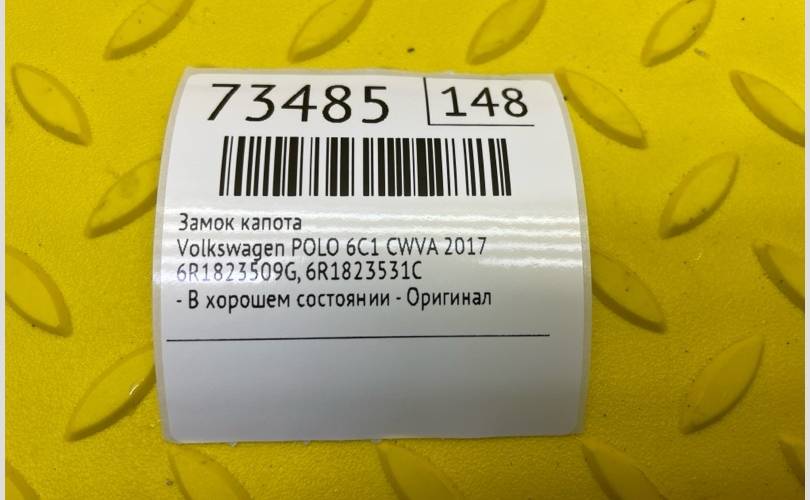 73485 148
Замок капота
Volkswagen POLO 6C1 CWVA 2017
6R1823509G, 6R1823531C
- В хорошем состоянии - Оригинал